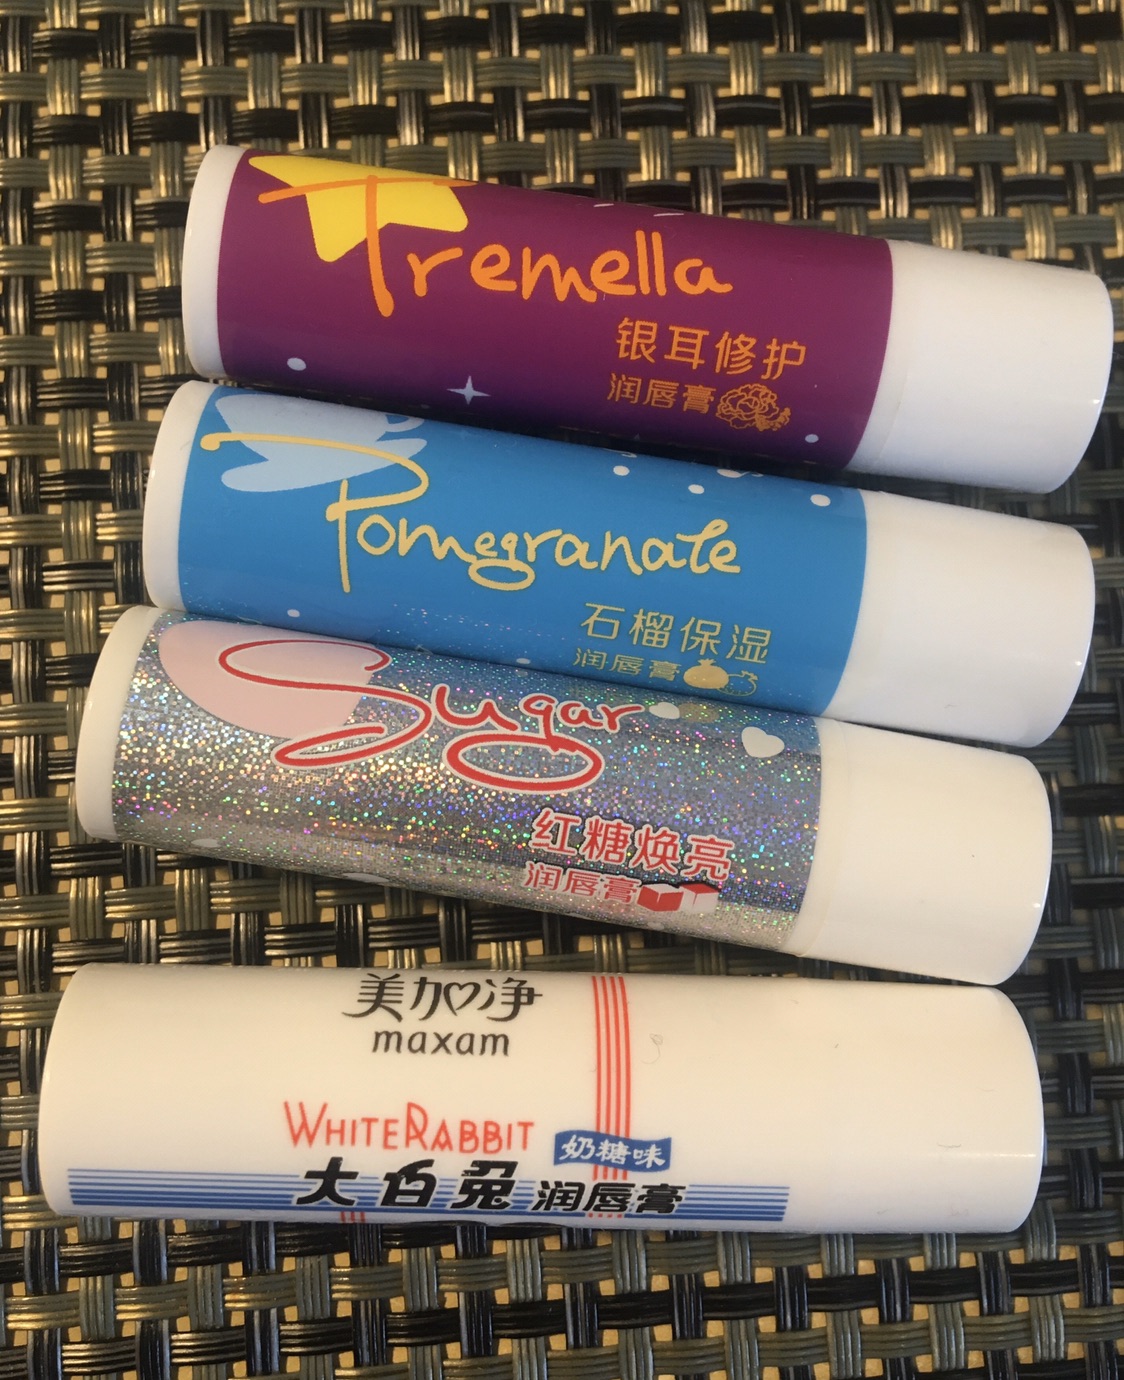 Tremella
银耳修护
润唇膏
Pomegranate
石榴保湿
润唇膏
Sugar
红糖焕亮
润唇膏
美加净
maxam
WHITERABBIT
奶糖味
大白兔润唇膏